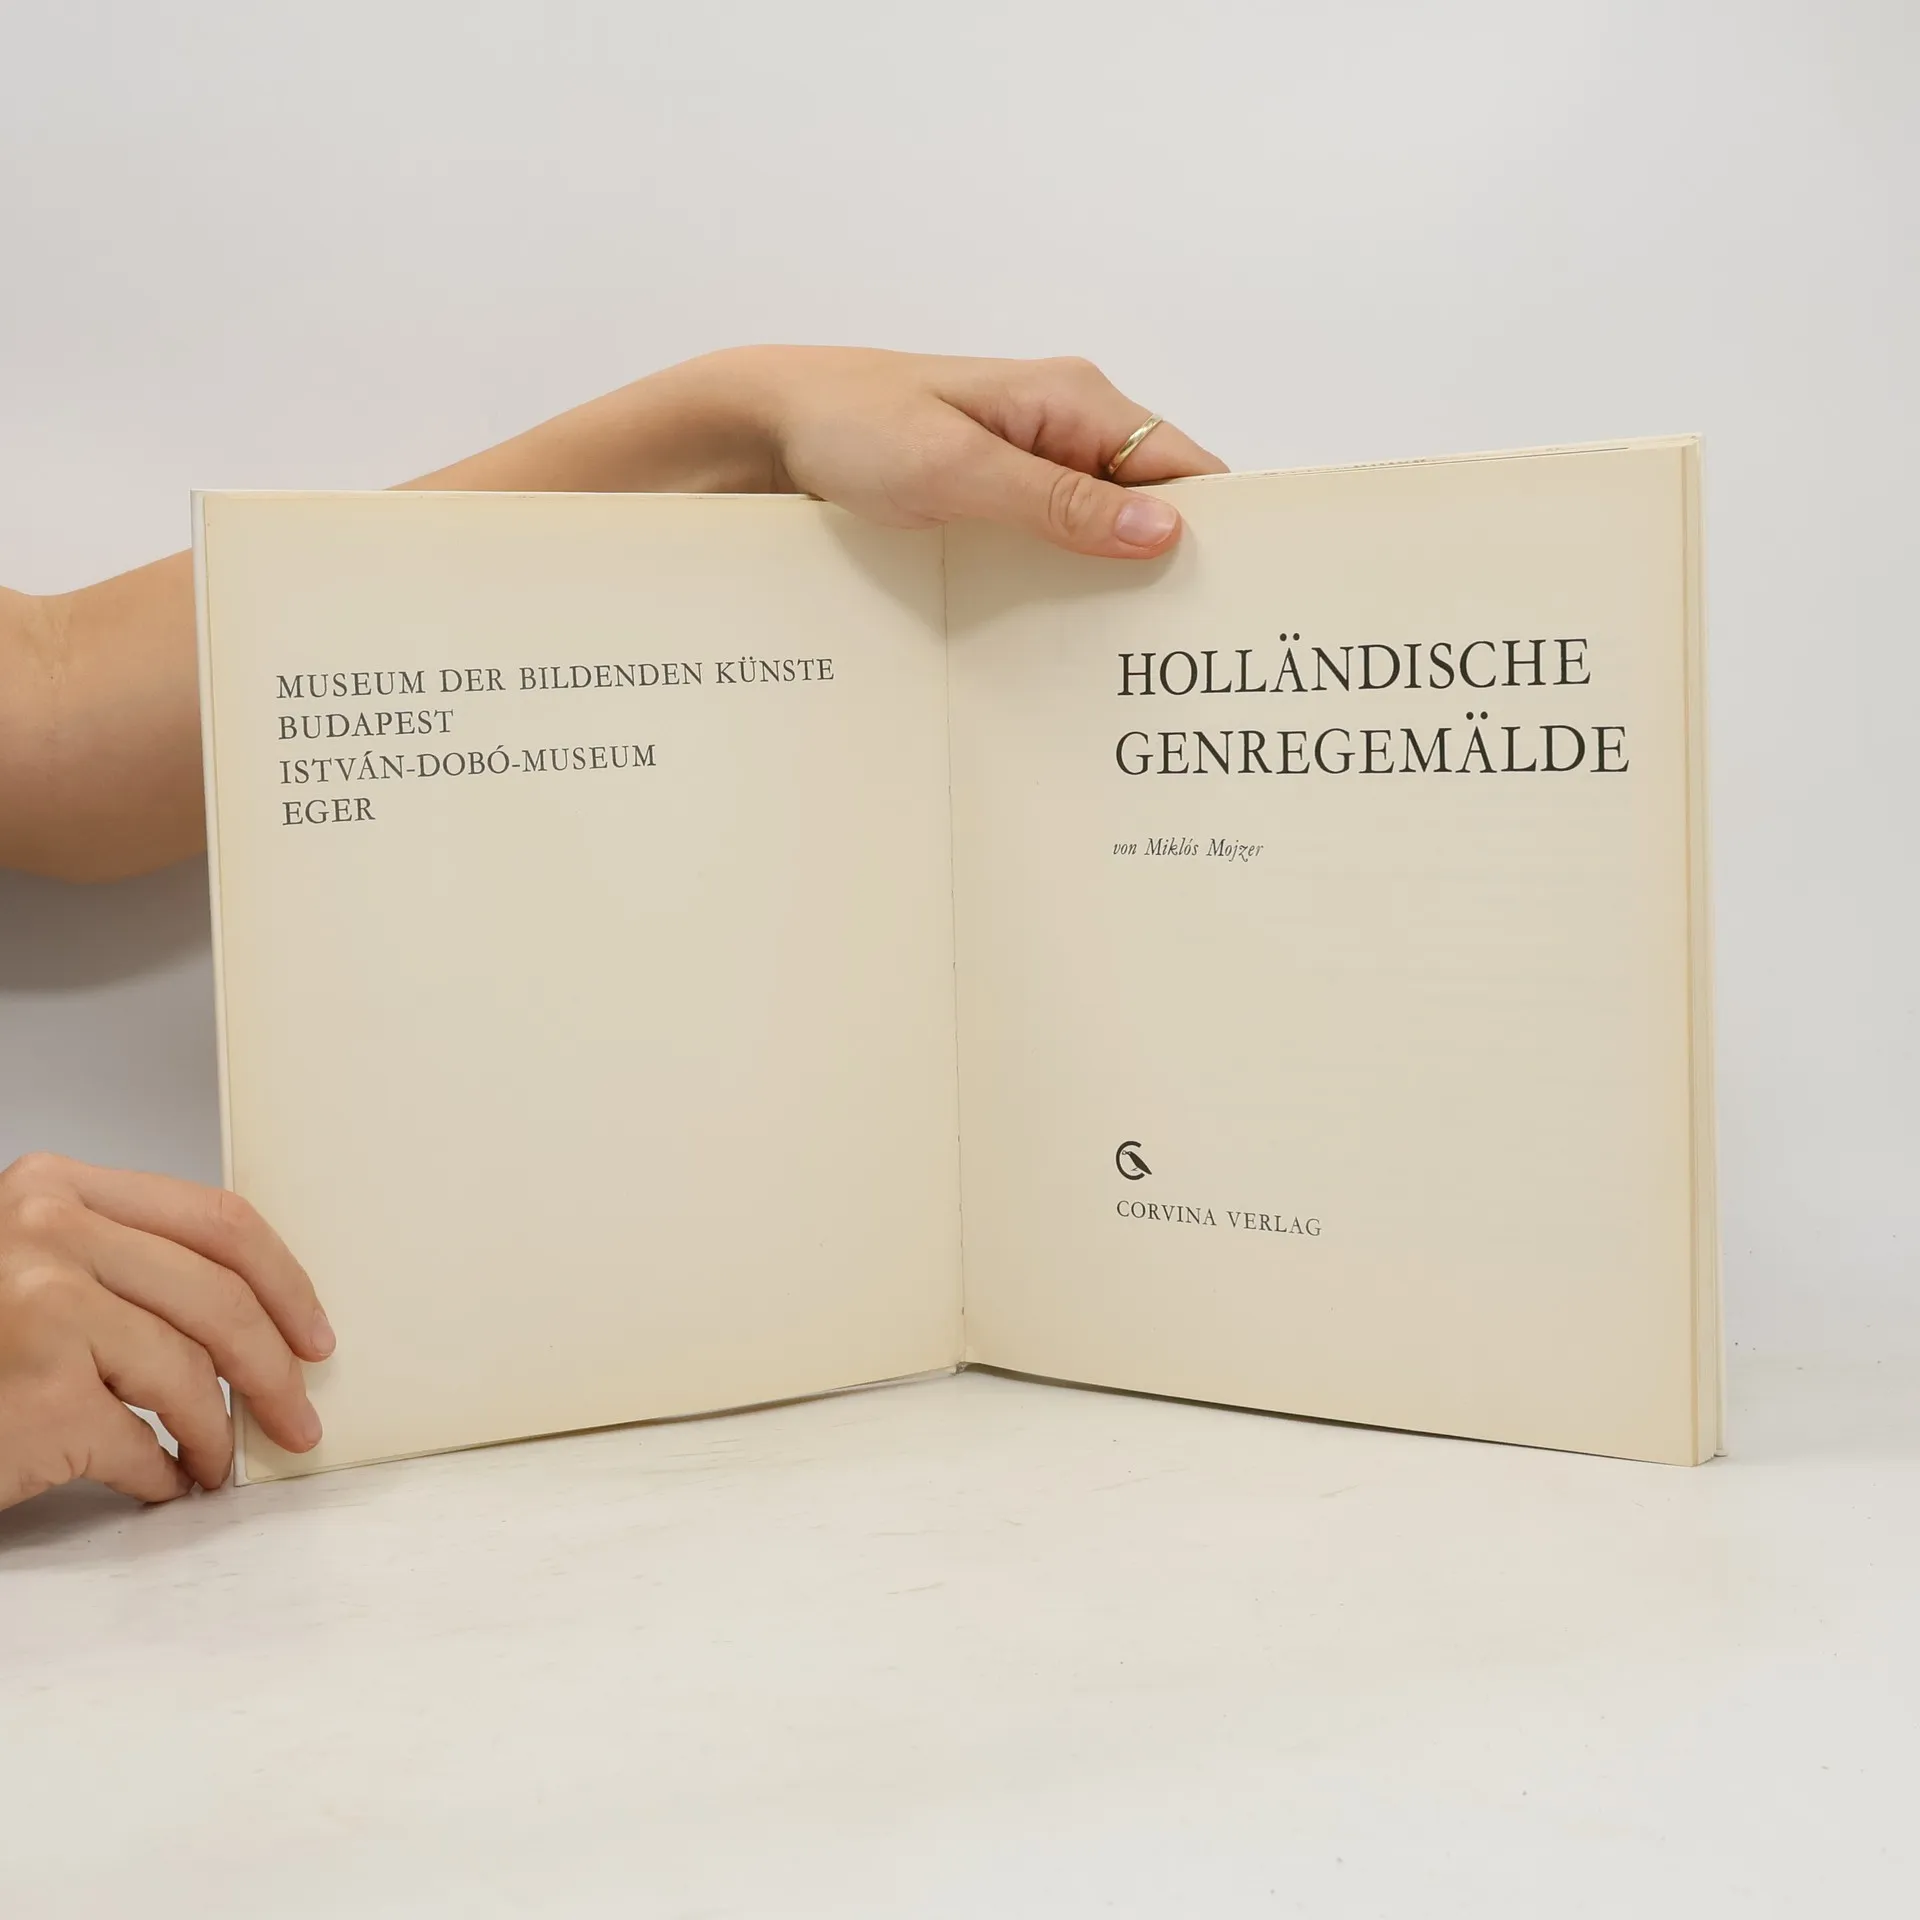 MUSEUM DER BILDENDEN KÜNSTE
BUDAPEST
ISTVÁN-DOBÓ-MUSEUM
EGER
HOLLÄNDISCHE
GENREGEMÄLDE
von Miklós Mojzer
CORVINA VERLAG